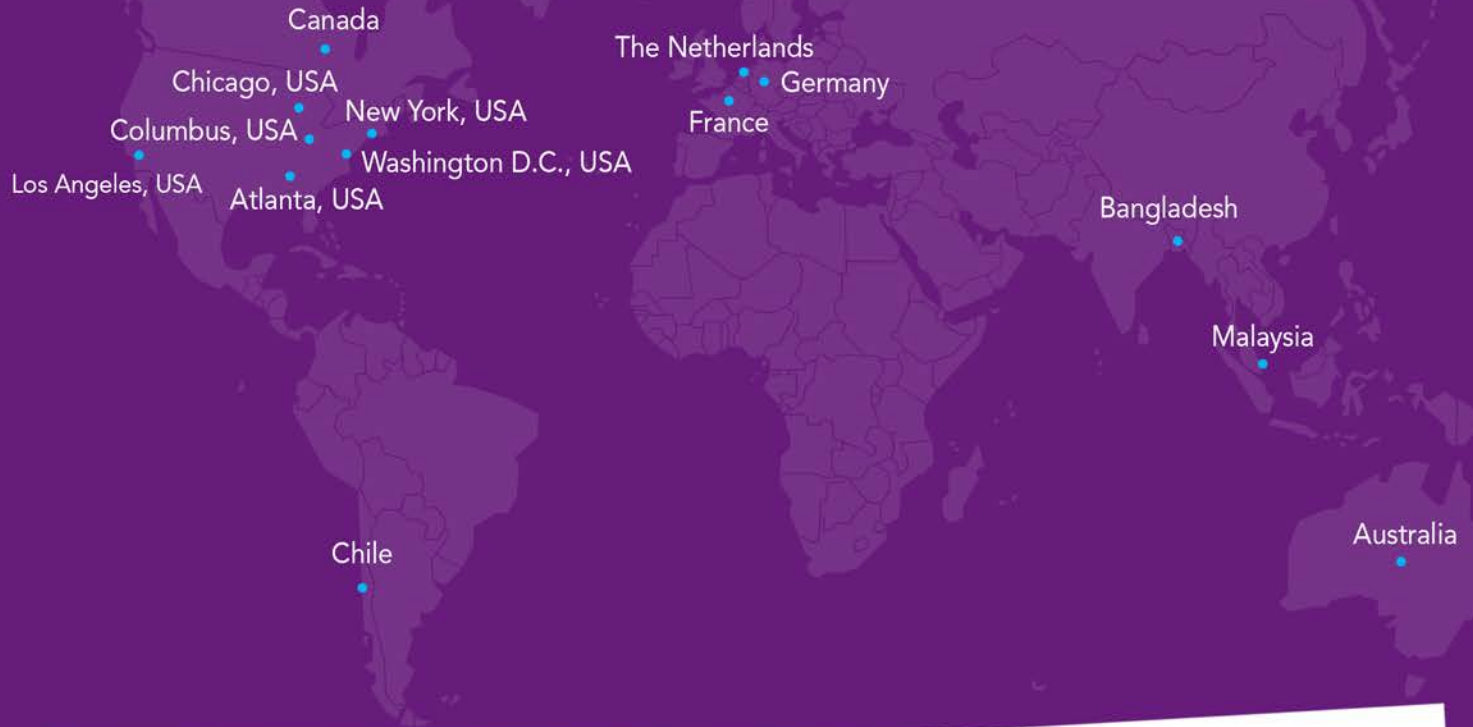 Canada
The Netherlands
Chicago, USA
Germany
New York, USA
France
Columbus, USA
Washington D.C., USA
Los Angeles, USA
Atlanta, USA
Bangladesh
Malaysia
Australia
Chile